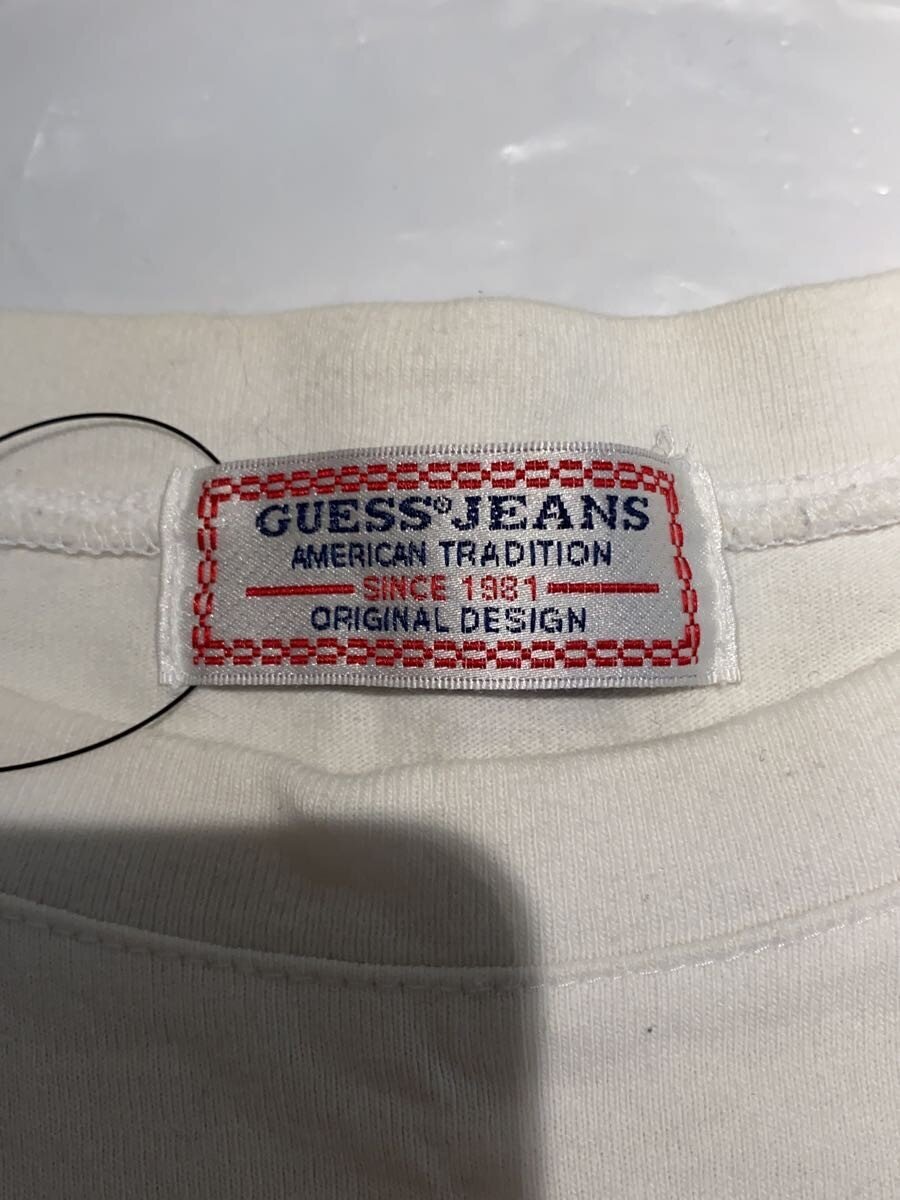 GUESS® JEANS
AMERICAN TRADITION
SINCE 1981
ORIGINAL DESIGN